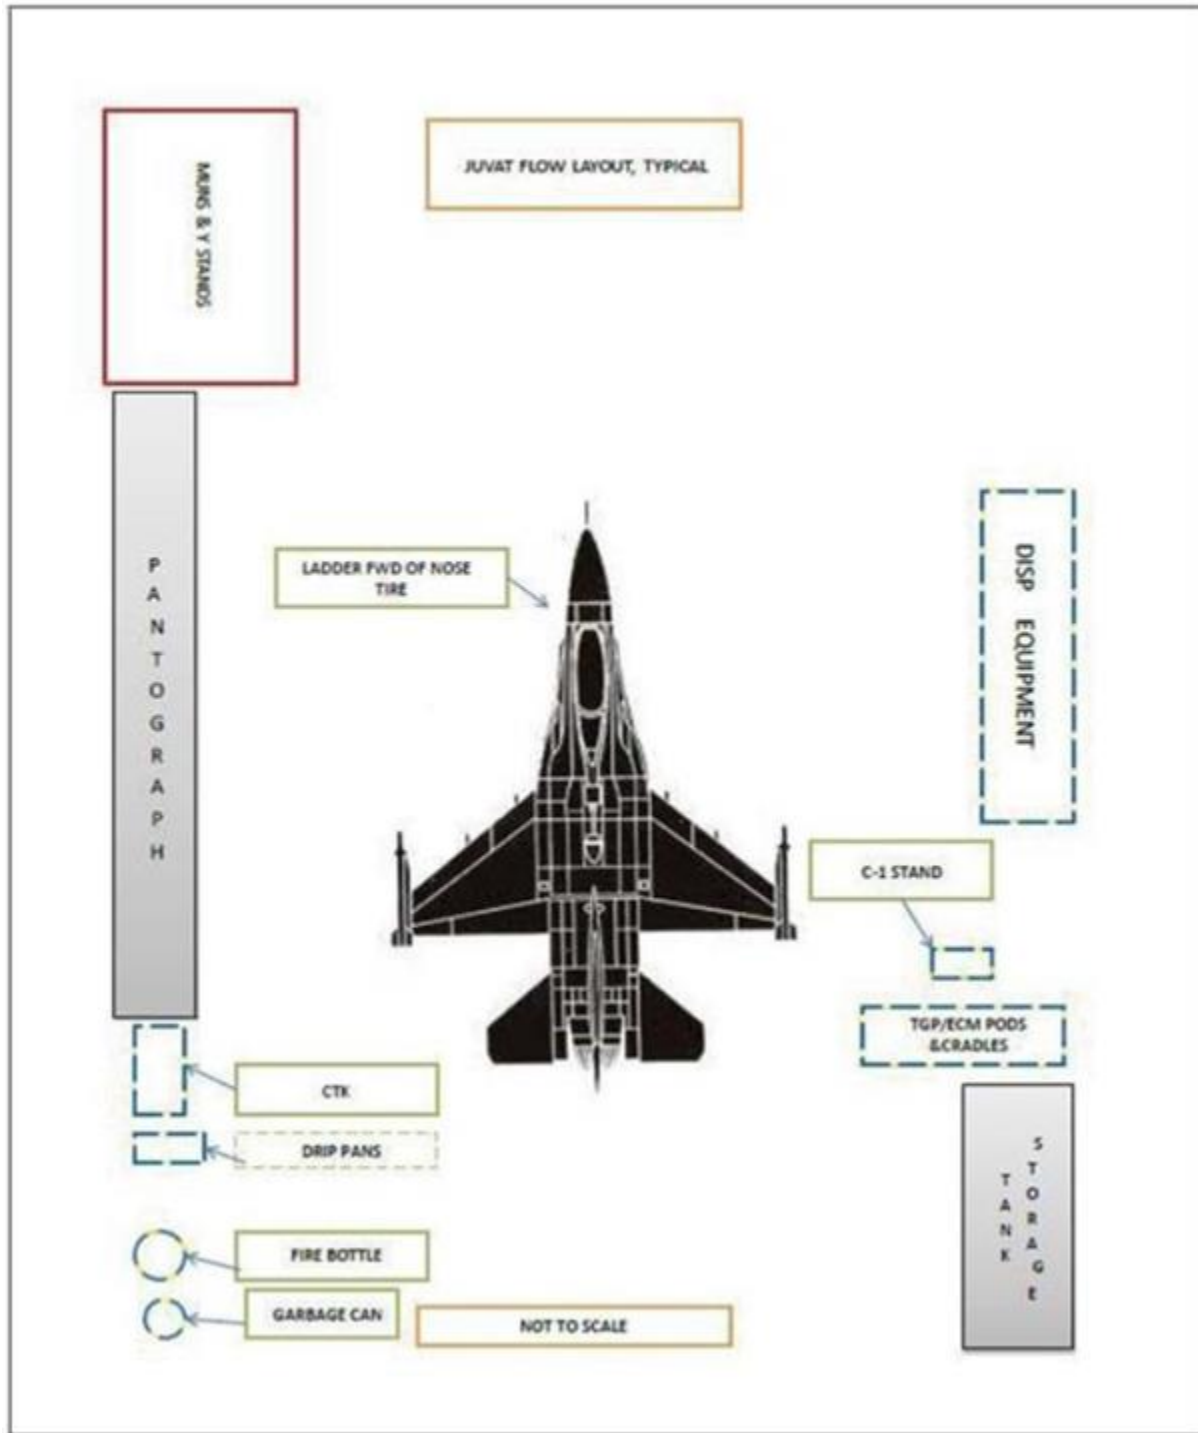 JUVAT FLOW LAYOUT, TYPICAL
MUNS & Y STANDS
PANTOGRAPH
LADDER FWD OF NOSE
TIRE
DISP EQUIPMENT
C-1 STAND
TGP/ECM PODS
&CRADLES
CTK
DRIP PANS
STORAGE
TANK
FIRE BOTTLE
GARBAGE CAN
NOT TO SCALE